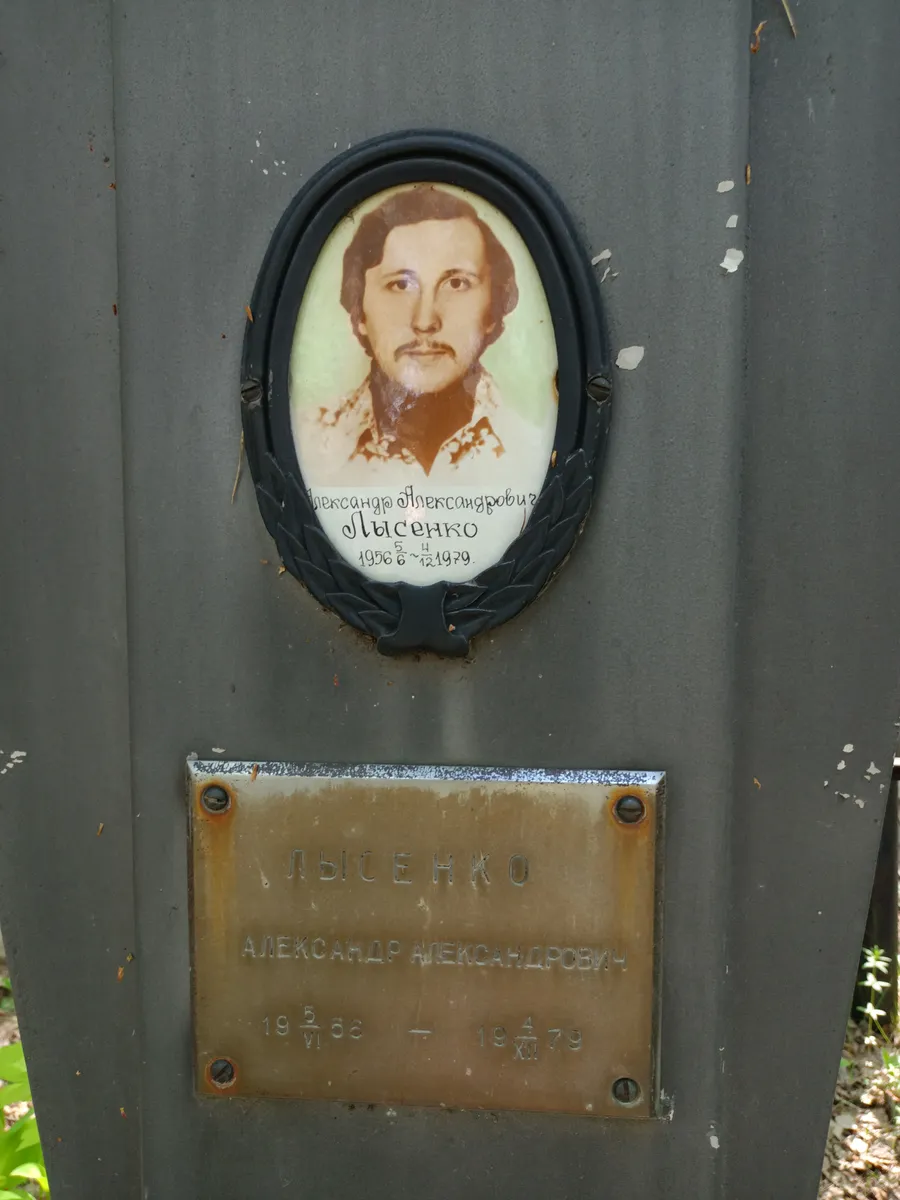 Александр Александрович
Лысенко
1956 5/6 ~ 4/12 1979.
ЛЫСЕНКО
АЛЕКСАНДР АЛЕКСАНДРОВИЧ
19 5/VI 56 — 19 4/XII 79